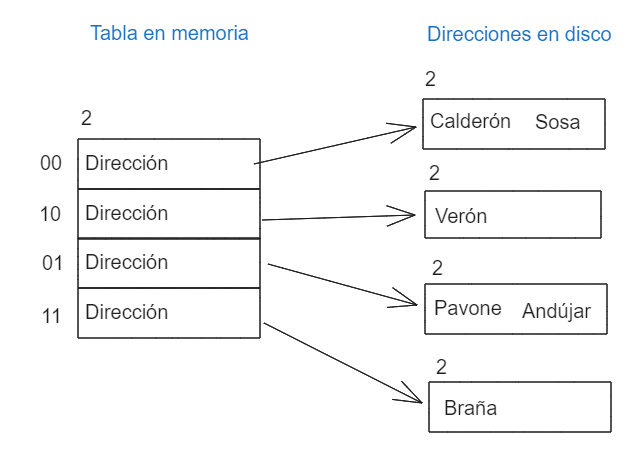 Tabla en memoria
Direcciones en disco
2
2
Calderón Sosa
00 Dirección
2
10 Dirección
Verón
2
01 Dirección
Pavone Andújar
11 Dirección
2
Braña